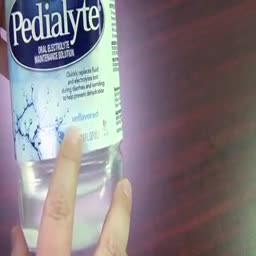 Pedialyte
ORAL ELECTROLYTE
MAINTENANCE SOLUTION
Quickly replaces fluid
and electrolytes lost
during diarrhea and vomiting
to help prevent dehydration
unflavored